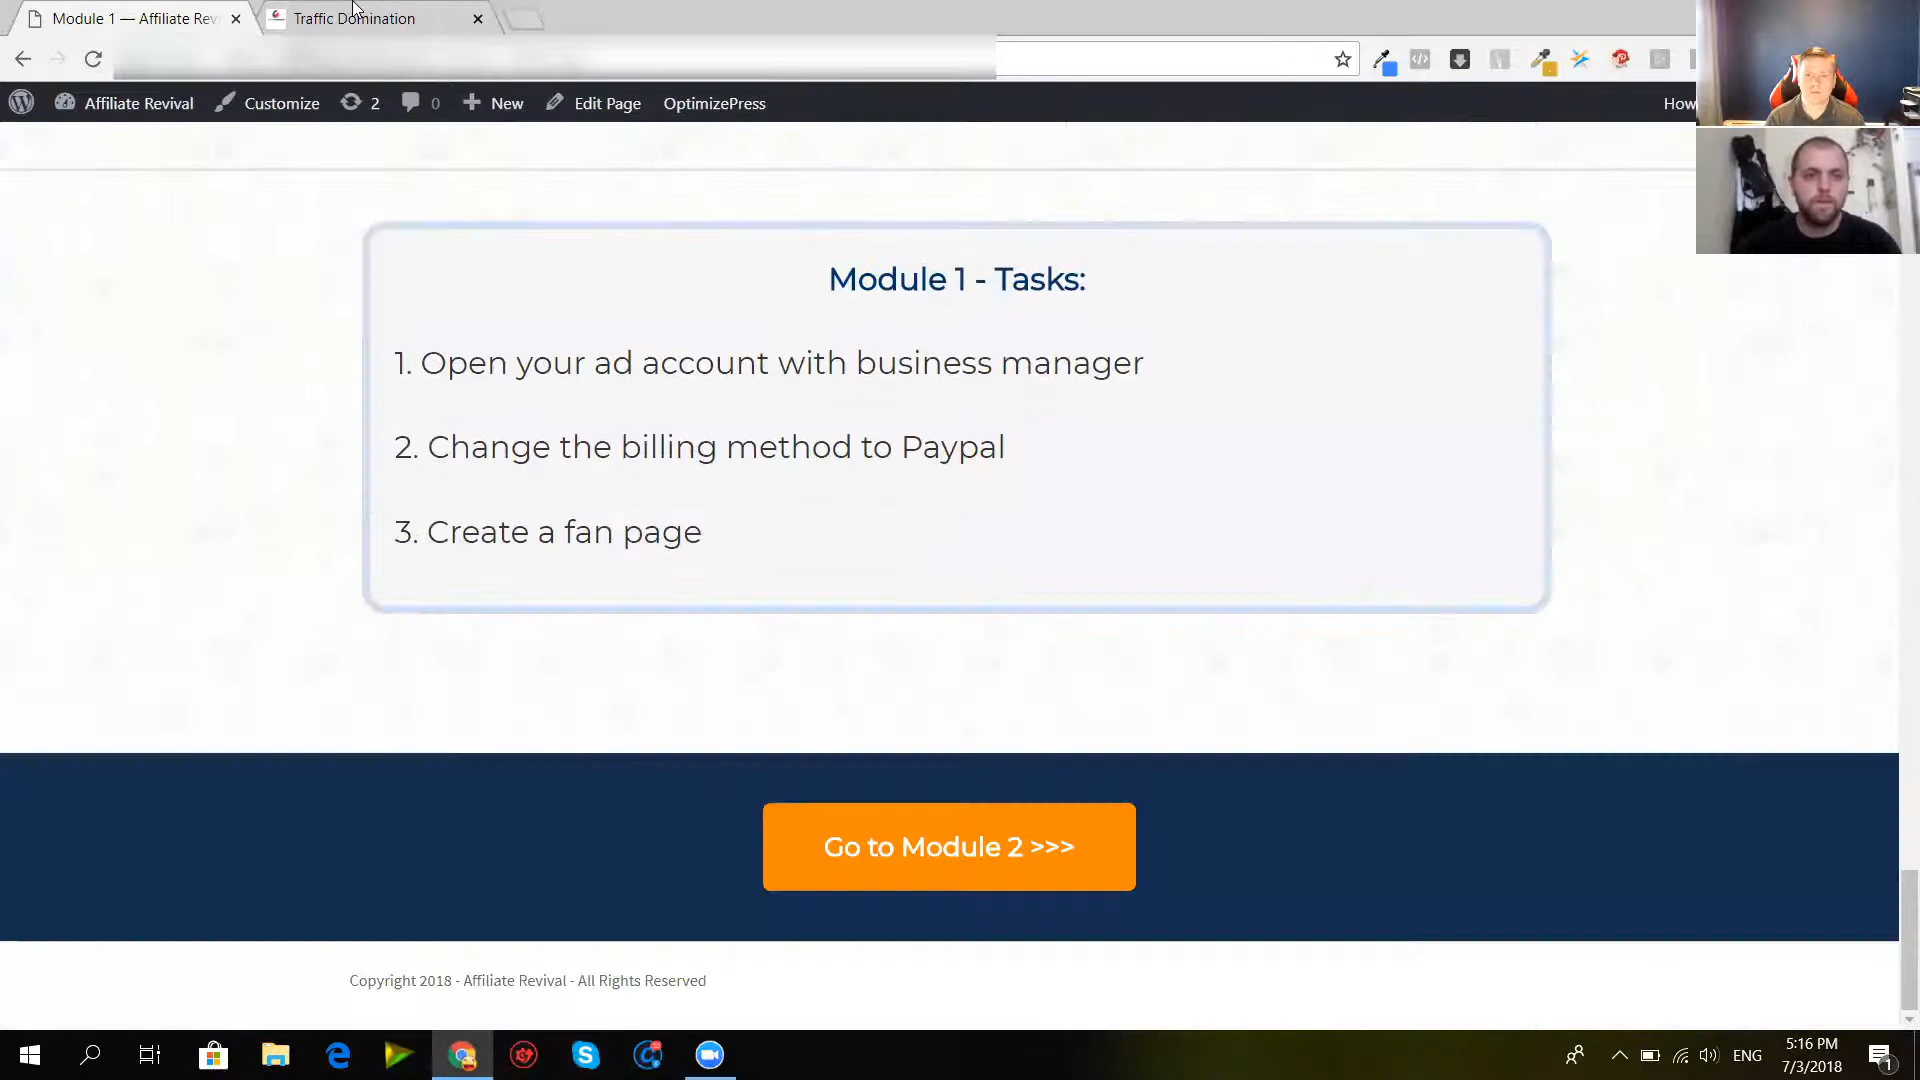 Module 1 — Affiliate Rev
Traffic Domination
Affiliate Revival
Customize
2
0
New
Edit Page
OptimizePress
How
Module 1 - Tasks:
1. Open your ad account with business manager
2. Change the billing method to Paypal
3. Create a fan page
Go to Module 2 >>>
Copyright 2018 - Affiliate Revival - All Rights Reserved
ENG
5:16 PM
7/3/2018
1